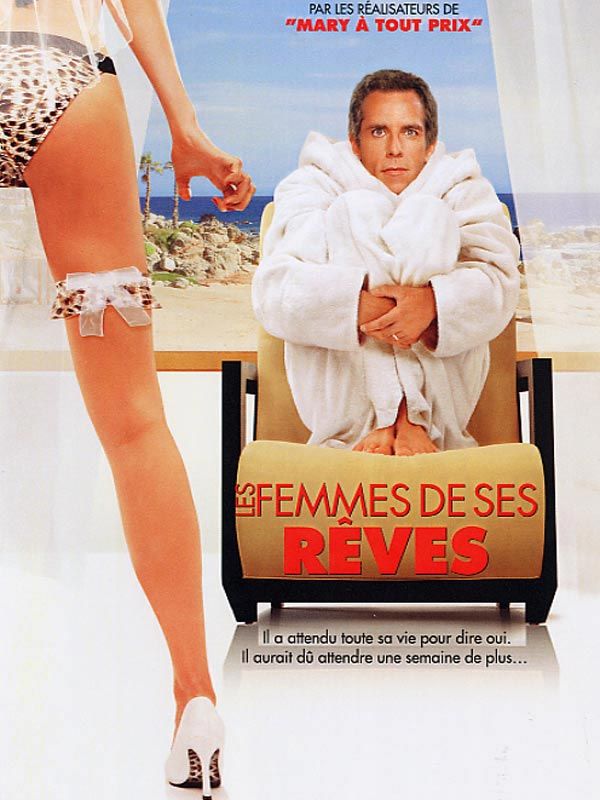 PAR LES RÉALISATEURS DE
"MARY À TOUT PRIX"
LES FEMMES DE SES
RÊVES
Il a attendu toute sa vie pour dire oui.
Il aurait dû attendre une semaine de plus...